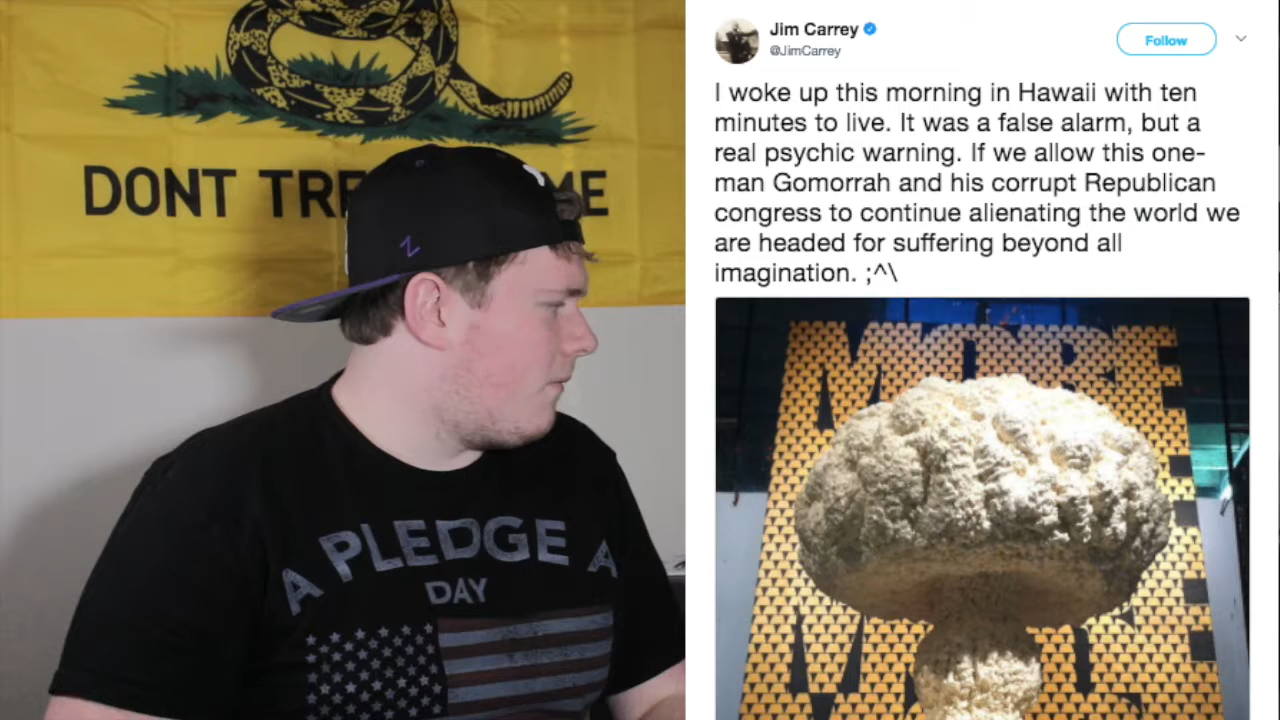 DONT TRE ME
Z
A PLEDGE A
DAY
Jim Carrey
@JimCarrey
Follow
I woke up this morning in Hawaii with ten
minutes to live. It was a false alarm, but a
real psychic warning. If we allow this one-
man Gomorrah and his corrupt Republican
congress to continue alienating the world we
are headed for suffering beyond all
imagination. ;^\
MORE